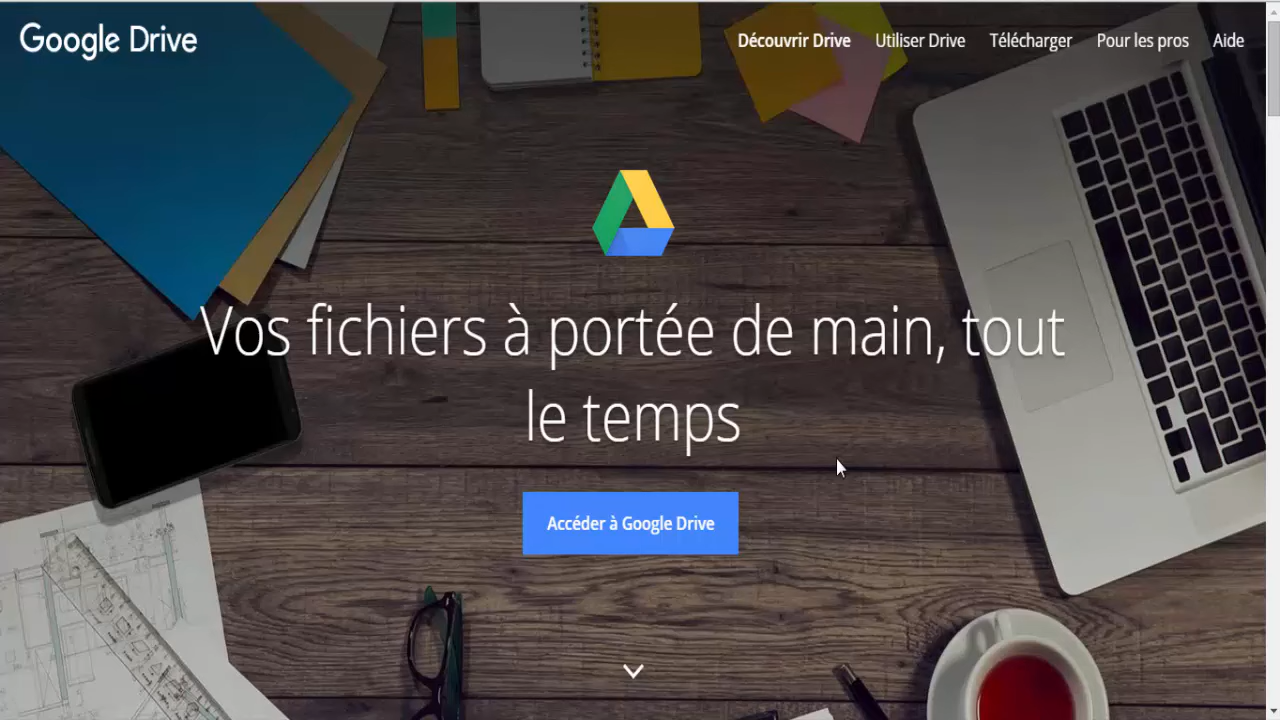 Google Drive
Découvrir Drive Utiliser Drive Télécharger Pour les pros Aide
Vos fichiers à portée de main, tout
le temps
Accéder à Google Drive